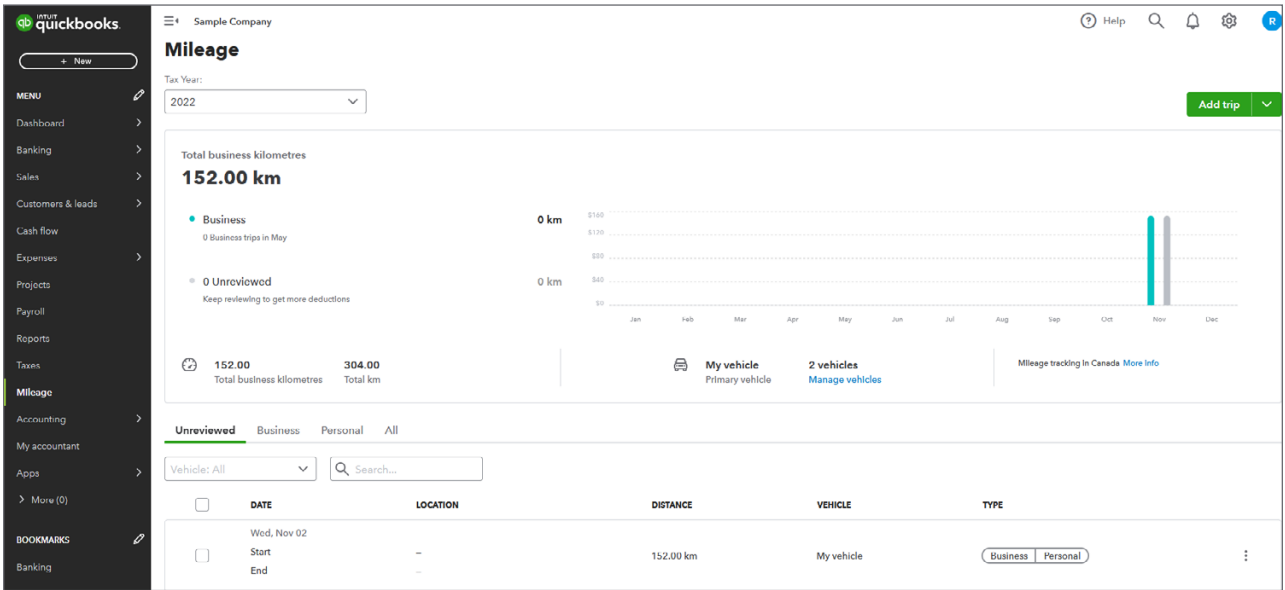 INTUIT
quickbooks.
+ New
MENU
Dashboard
Banking
Sales
Customers & leads
Cash flow
Expenses
Projects
Payroll
Reports
Taxes
Mileage
Accounting
My accountant
Apps
More (0)
BOOKMARKS
Banking
Sample Company
Help
R
Mileage
Tax Year:
2022
Add trip
Total business kilometres
152.00 km
Business 0 km
0 Business trips in May
0 Unreviewed 0 km
Keep reviewing to get more deductions
$160
$120
$80
$40
$0
Jan Feb Mar Apr May Jun Jul Aug Sep Oct Nov Dec
152.00 304.00
Total business kilometres Total km
My vehicle 2 vehicles
Primary vehicle Manage vehicles
Mileage tracking in Canada More info
Unreviewed Business Personal All
Vehicle: All Search...
DATE LOCATION DISTANCE VEHICLE TYPE
Wed, Nov 02
Start –
152.00 km My vehicle Business Personal
End –